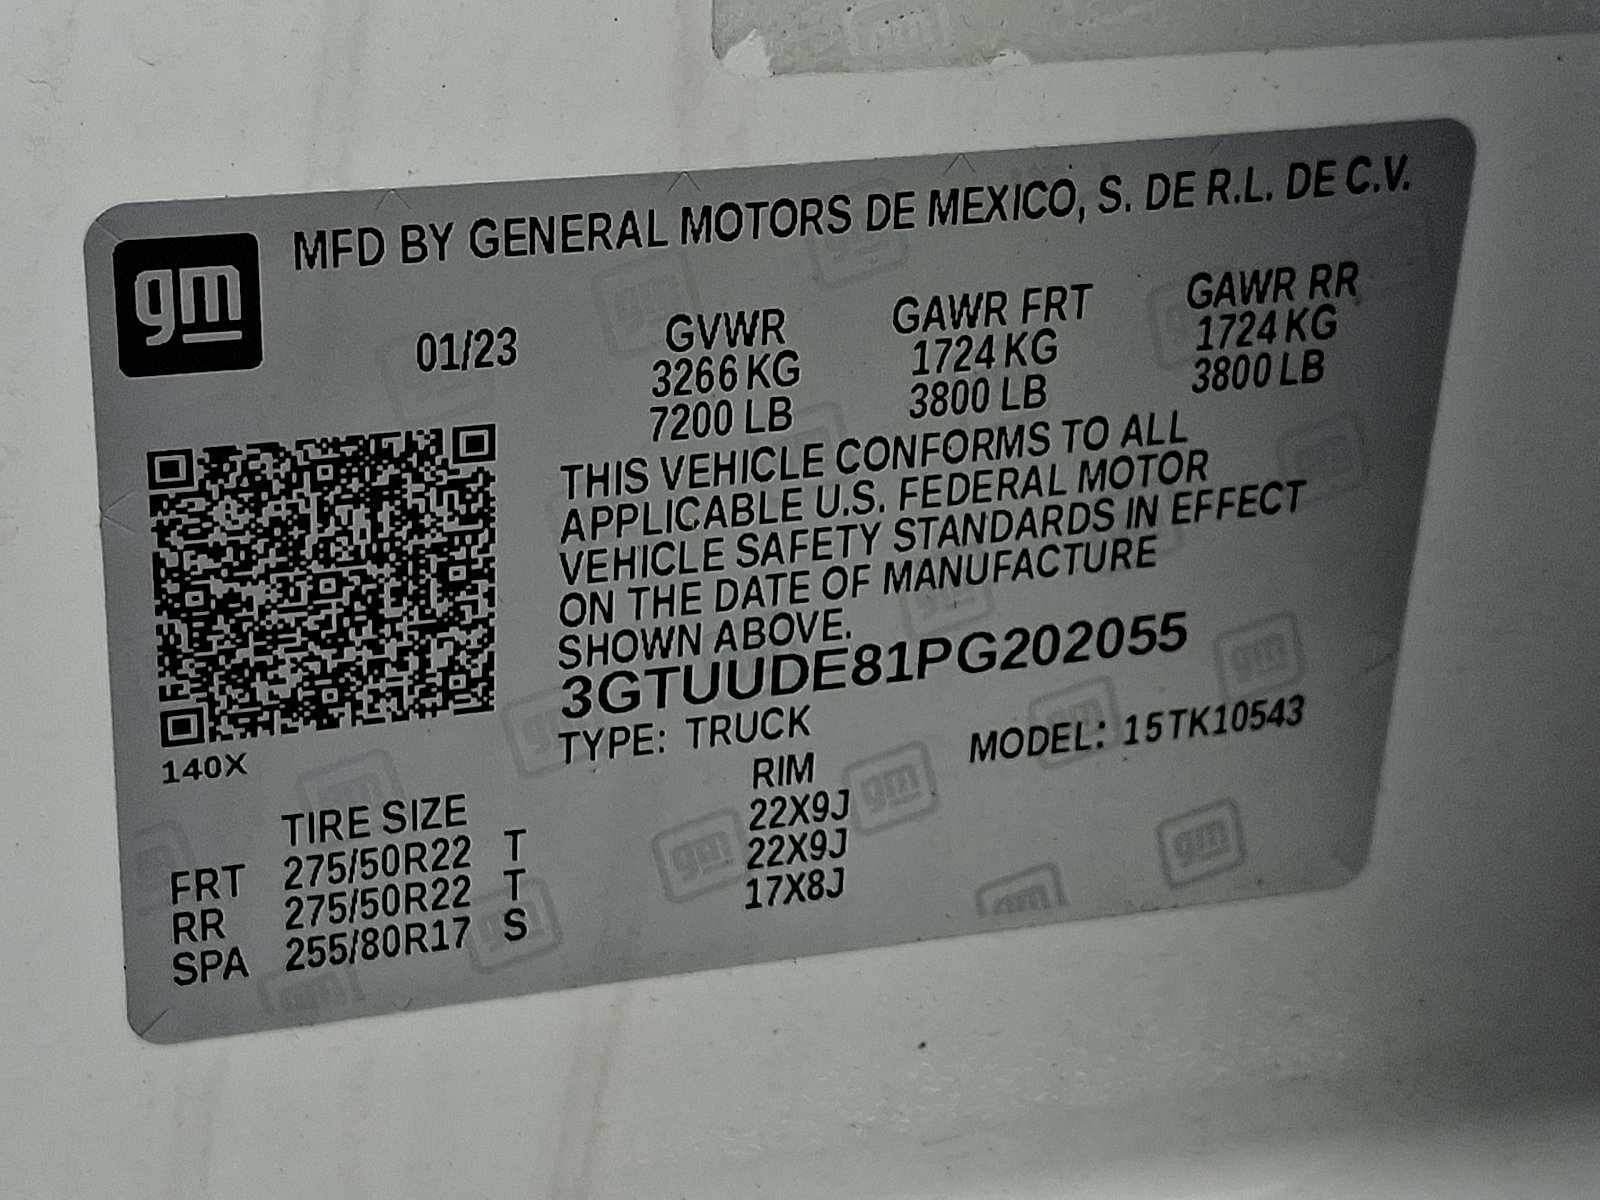 gm
MFD BY GENERAL MOTORS DE MEXICO, S. DE R.L. DE C.V.
01/23 GVWR GAWR FRT GAWR RR
3266 KG 1724 KG 1724 KG
7200 LB 3800 LB 3800 LB
THIS VEHICLE CONFORMS TO ALL
APPLICABLE U.S. FEDERAL MOTOR
VEHICLE SAFETY STANDARDS IN EFFECT
ON THE DATE OF MANUFACTURE
SHOWN ABOVE.
3GTUUDE81PG202055
TYPE: TRUCK MODEL: 15TK10543
140X
TIRE SIZE RIM
FRT 275/50R22 T 22X9J
RR 275/50R22 T 22X9J
SPA 255/80R17 S 17X8J